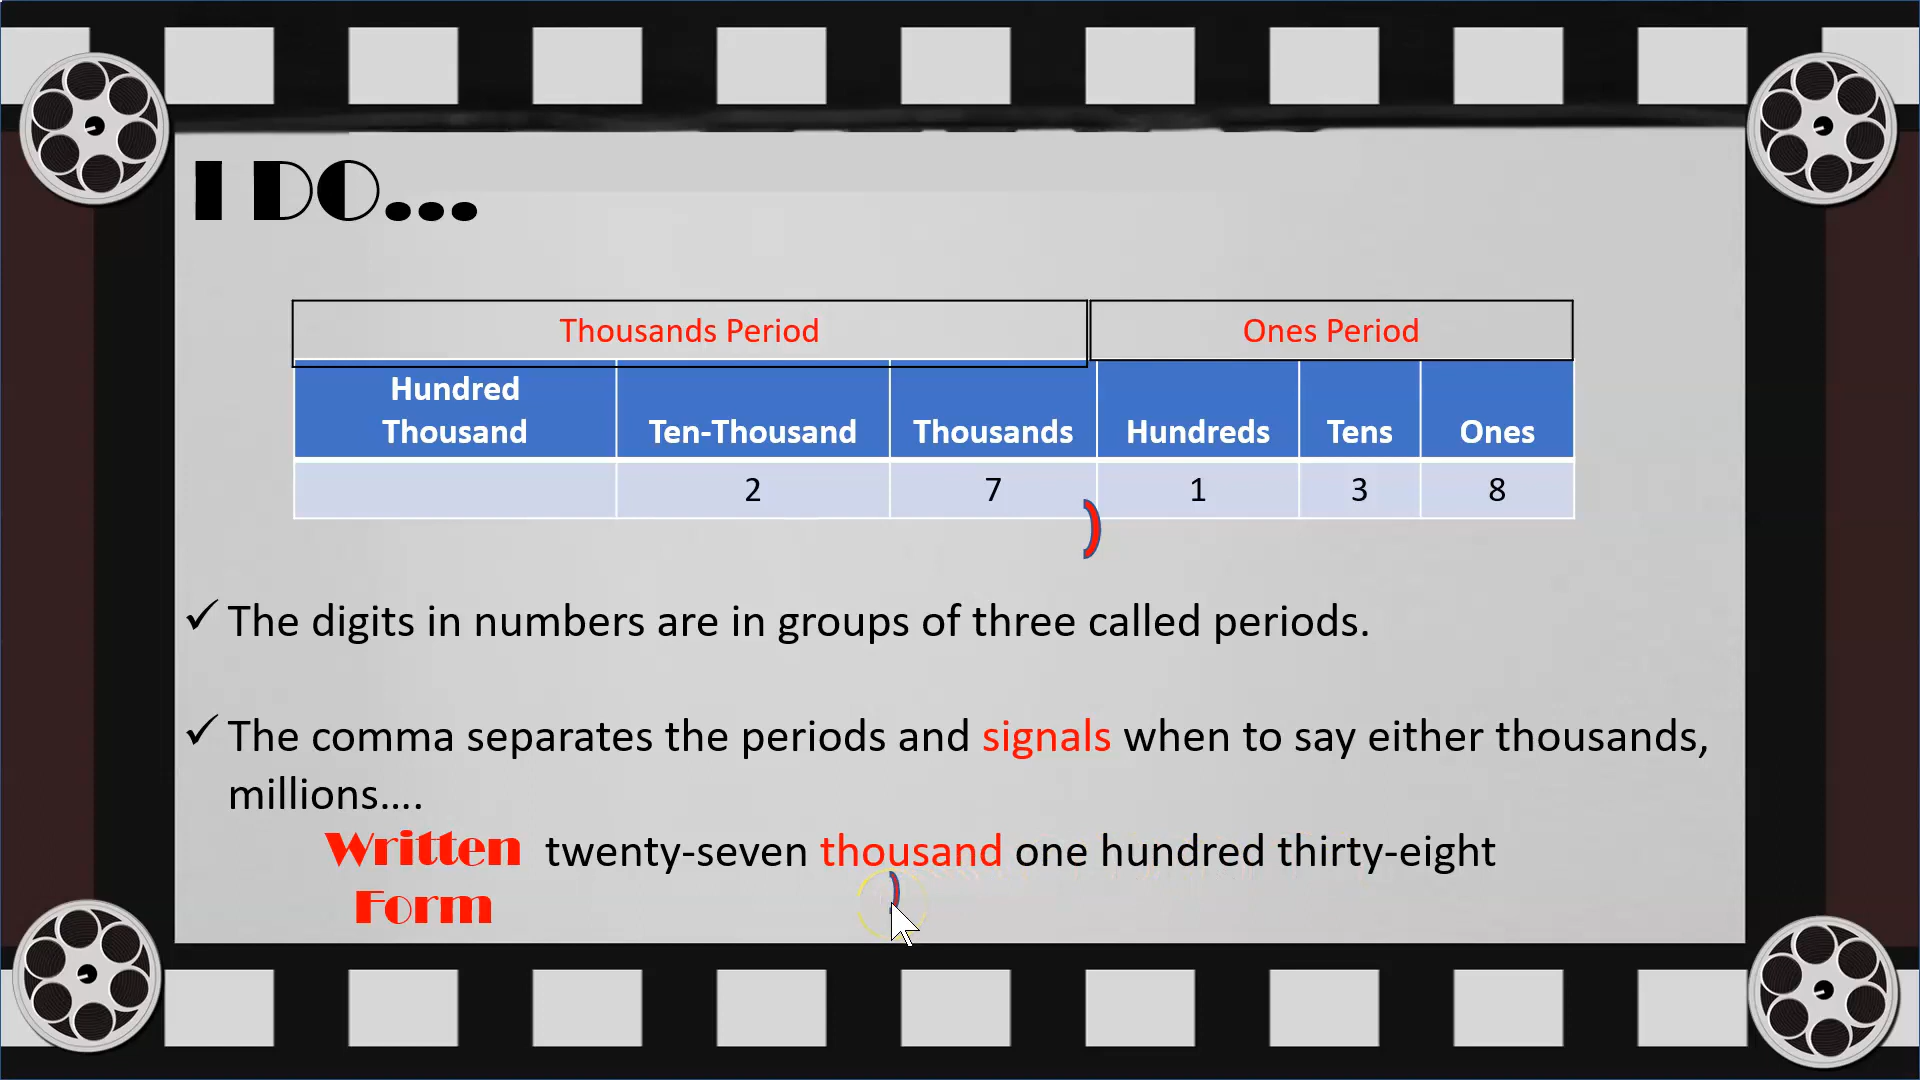 I DO...
Thousands Period Ones Period
Hundred
Thousand Ten-Thousand Thousands Hundreds Tens Ones
2 7 1 3 8
✓ The digits in numbers are in groups of three called periods.
✓ The comma separates the periods and signals when to say either thousands,
millions....
Written twenty-seven thousand one hundred thirty-eight
Form